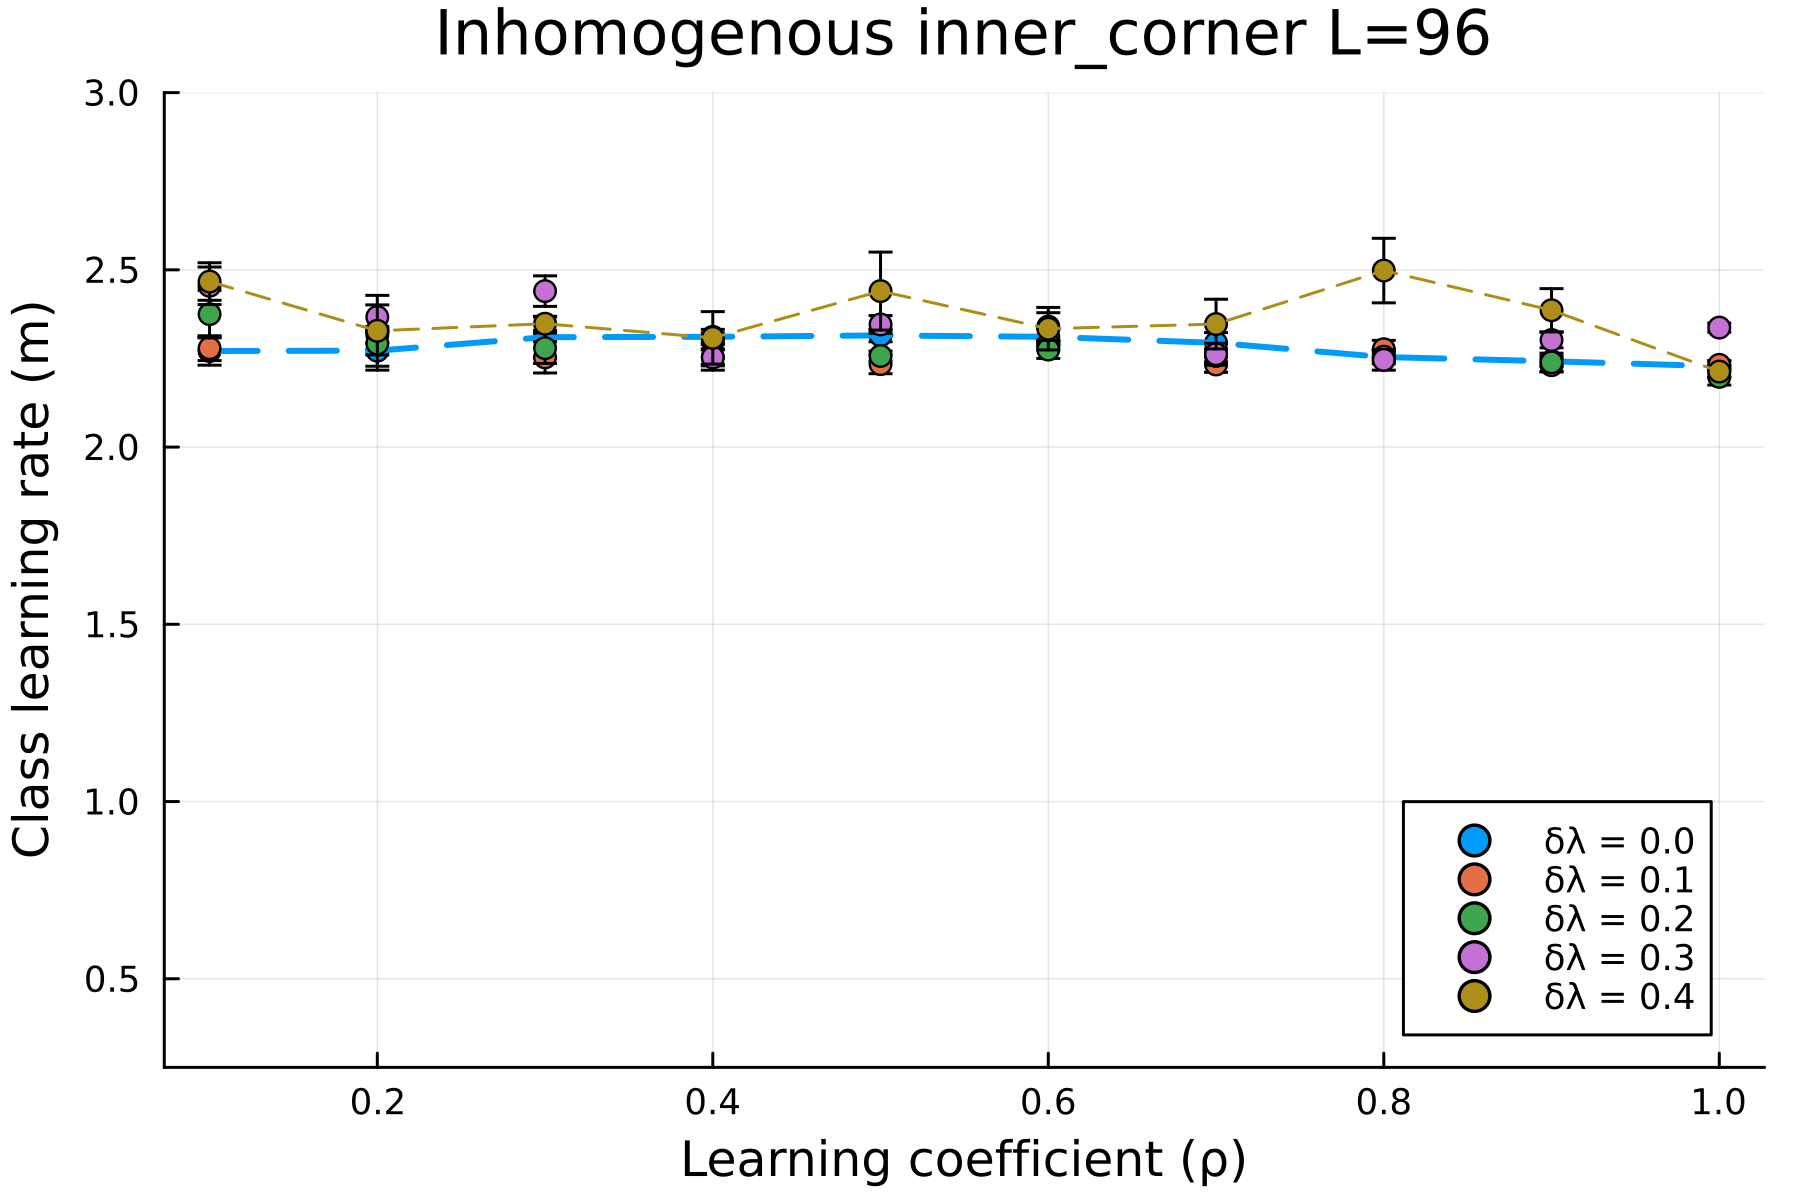 Inhomogenous inner_corner L=96
Class learning rate (m)
3.0
2.5
2.0
1.5
1.0
0.5
δλ = 0.0
δλ = 0.1
δλ = 0.2
δλ = 0.3
δλ = 0.4
0.2 0.4 0.6 0.8 1.0
Learning coefficient (ρ)